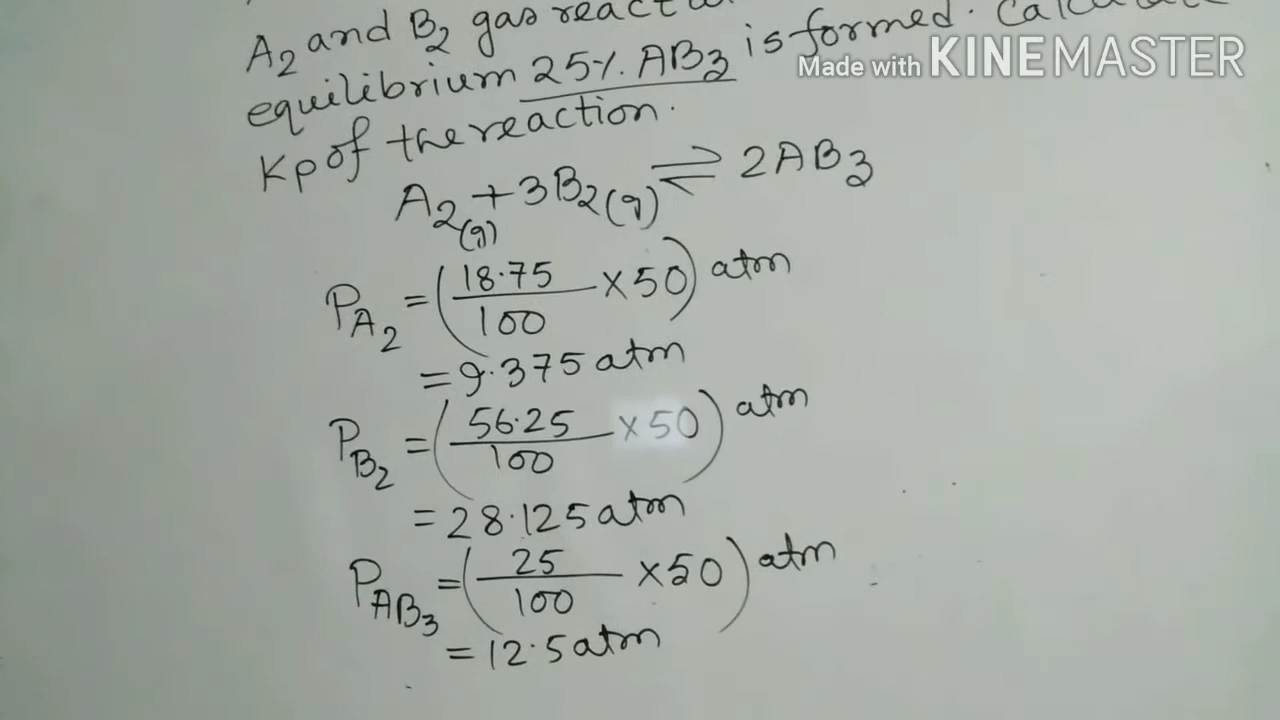 A2 and B2 gas react
equilibrium 25%. AB3 is formed.
Made with KINEMASTER
Kp of the reaction.
A2(g) + 3B2(g) ⇌ 2AB3
PA2 = (18.75/100 × 50) atm
= 9.375 atm
PB2 = (56.25/100 × 50) atm
= 28.125 atm
PAB3 = (25/100 × 50) atm
= 12.5 atm